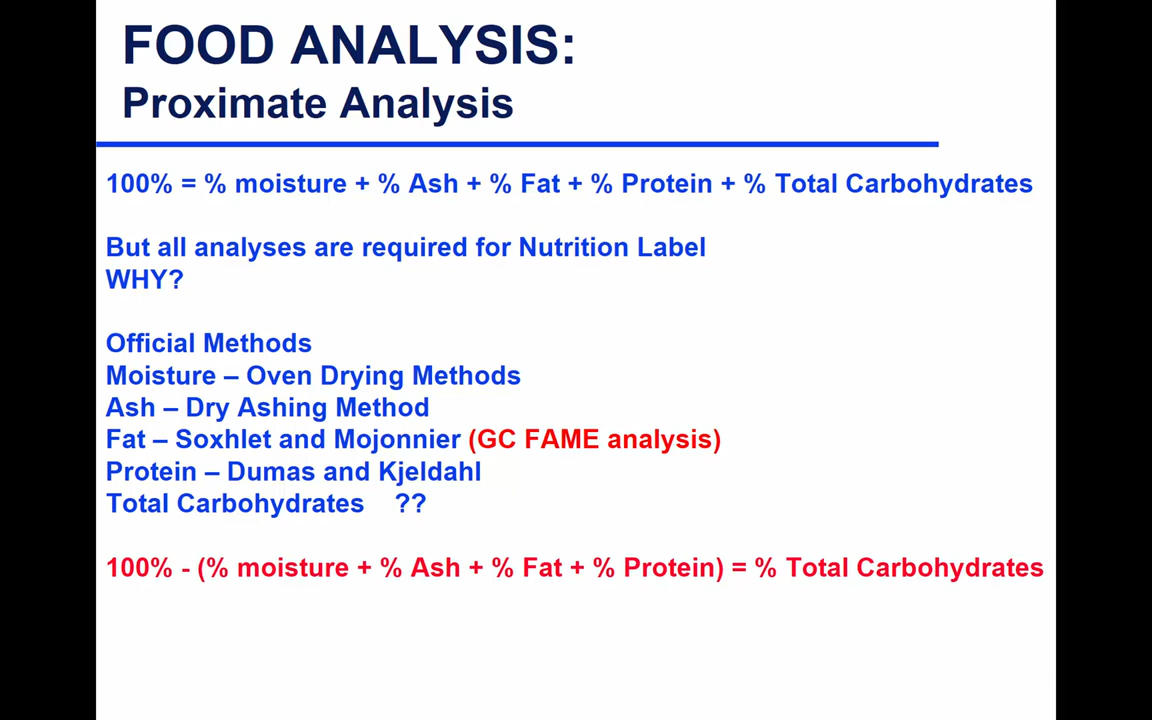 FOOD ANALYSIS:
Proximate Analysis
100% = % moisture + % Ash + % Fat + % Protein + % Total Carbohydrates
But all analyses are required for Nutrition Label
WHY?
Official Methods
Moisture – Oven Drying Methods
Ash – Dry Ashing Method
Fat – Soxhlet and Mojonnier (GC FAME analysis)
Protein – Dumas and Kjeldahl
Total Carbohydrates ??
100% - (% moisture + % Ash + % Fat + % Protein) = % Total Carbohydrates